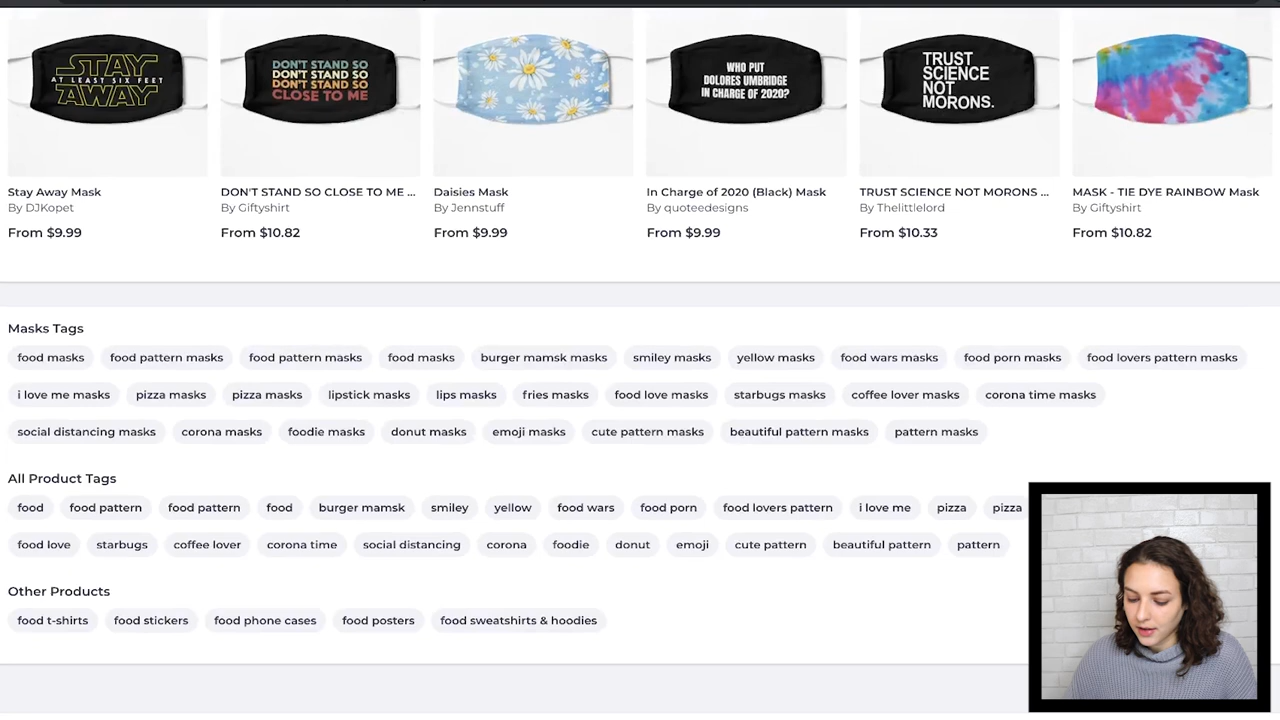 STAY
AT LEAST SIX FEET
AWAY
DON'T STAND SO
DON'T STAND SO
DON'T STAND SO
CLOSE TO ME
WHO PUT
DOLORES UMBRIDGE
IN CHARGE OF 2020?
TRUST
SCIENCE
NOT
MORONS.
Stay Away Mask
By DJKopet
From $9.99
DON'T STAND SO CLOSE TO ME ...
By Giftyshirt
From $10.82
Daisies Mask
By Jennstuff
From $9.99
In Charge of 2020 (Black) Mask
By quoteedesigns
From $9.99
TRUST SCIENCE NOT MORONS ...
By Thelittlelord
From $10.33
MASK - TIE DYE RAINBOW Mask
By Giftyshirt
From $10.82
Masks Tags
food masks food pattern masks food pattern masks food masks burger mamsk masks smiley masks yellow masks food wars masks food porn masks food lovers pattern masks
i love me masks pizza masks pizza masks lipstick masks lips masks fries masks food love masks starbugs masks coffee lover masks corona time masks
social distancing masks corona masks foodie masks donut masks emoji masks cute pattern masks beautiful pattern masks pattern masks
All Product Tags
food food pattern food pattern food burger mamsk smiley yellow food wars food porn food lovers pattern i love me pizza pizza
food love starbugs coffee lover corona time social distancing corona foodie donut emoji cute pattern beautiful pattern pattern
Other Products
food t-shirts food stickers food phone cases food posters food sweatshirts & hoodies